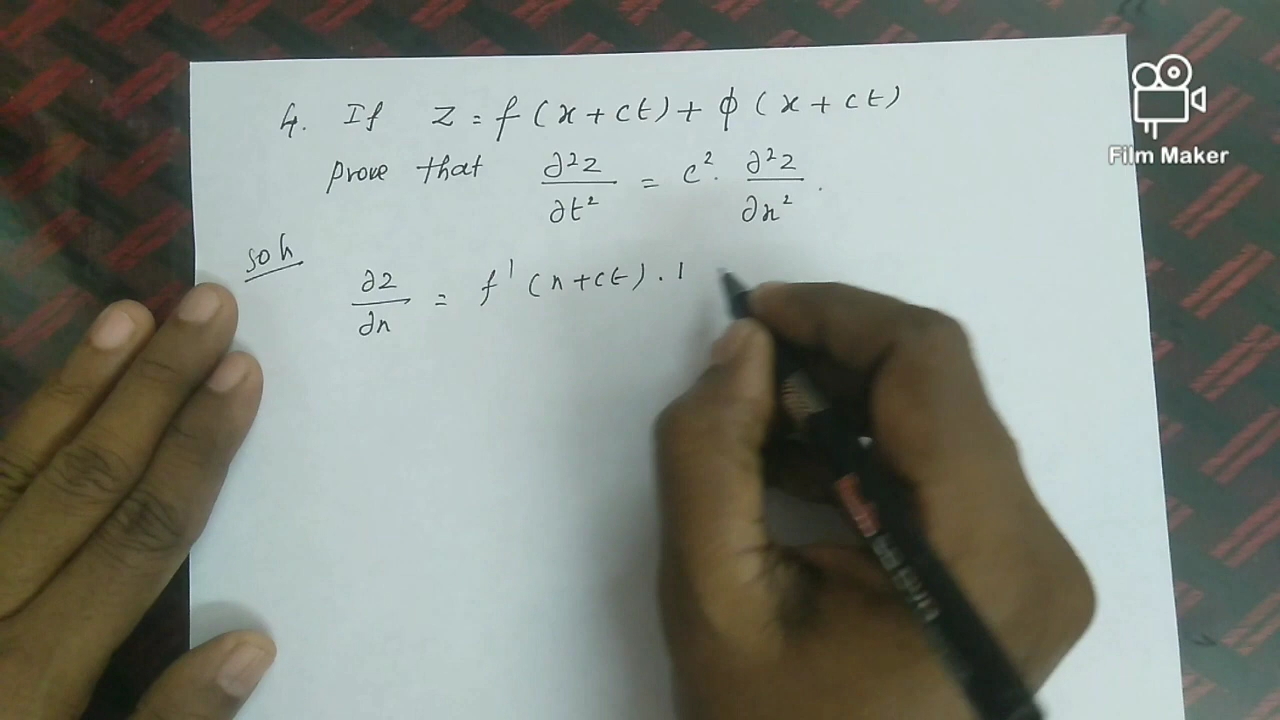 4. If z = f (x + ct) + φ (x + ct)
prove that ∂²z/∂t² = c². ∂²z/∂x².
Soln
∂z/∂x = f' (x + ct) . 1
Film Maker